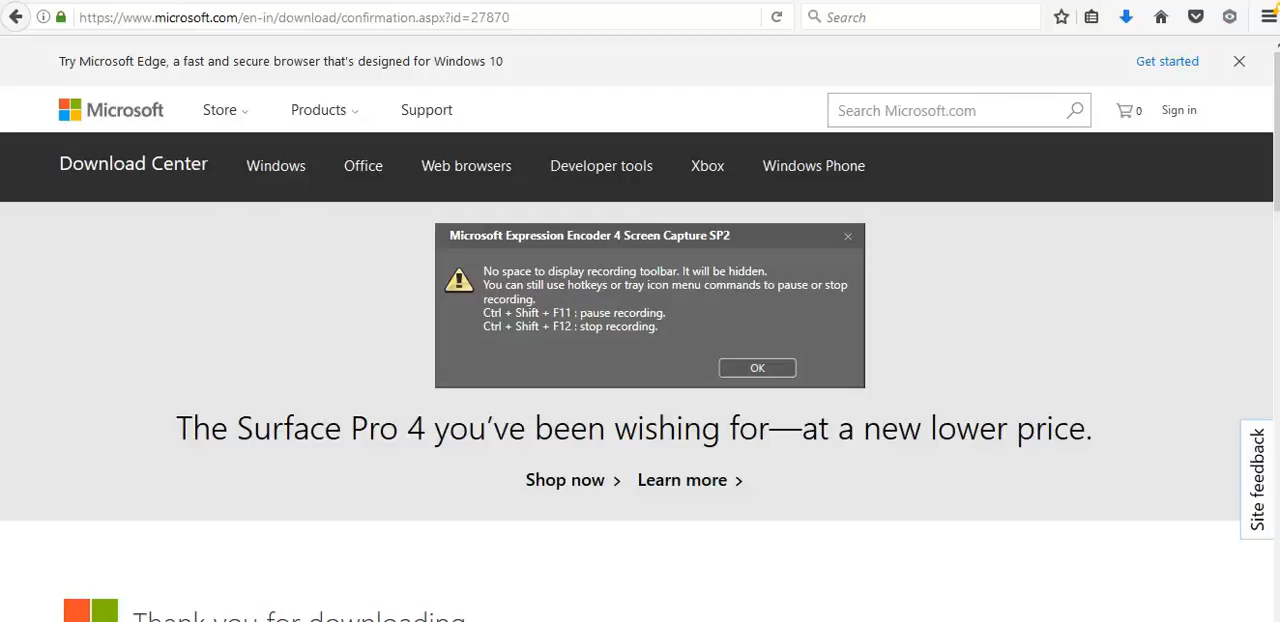 https://www.microsoft.com/en-in/download/confirmation.aspx?id=27870
Search
Try Microsoft Edge, a fast and secure browser that's designed for Windows 10
Get started
Microsoft
Store
Products
Support
Search Microsoft.com
0
Sign in
Download Center
Windows
Office
Web browsers
Developer tools
Xbox
Windows Phone
Microsoft Expression Encoder 4 Screen Capture SP2
No space to display recording toolbar. It will be hidden.
You can still use hotkeys or tray icon menu commands to pause or stop
recording.
Ctrl + Shift + F11 : pause recording.
Ctrl + Shift + F12 : stop recording.
OK
The Surface Pro 4 you've been wishing for—at a new lower price.
Shop now >
Learn more >
Site feedback
Thank you for downloading